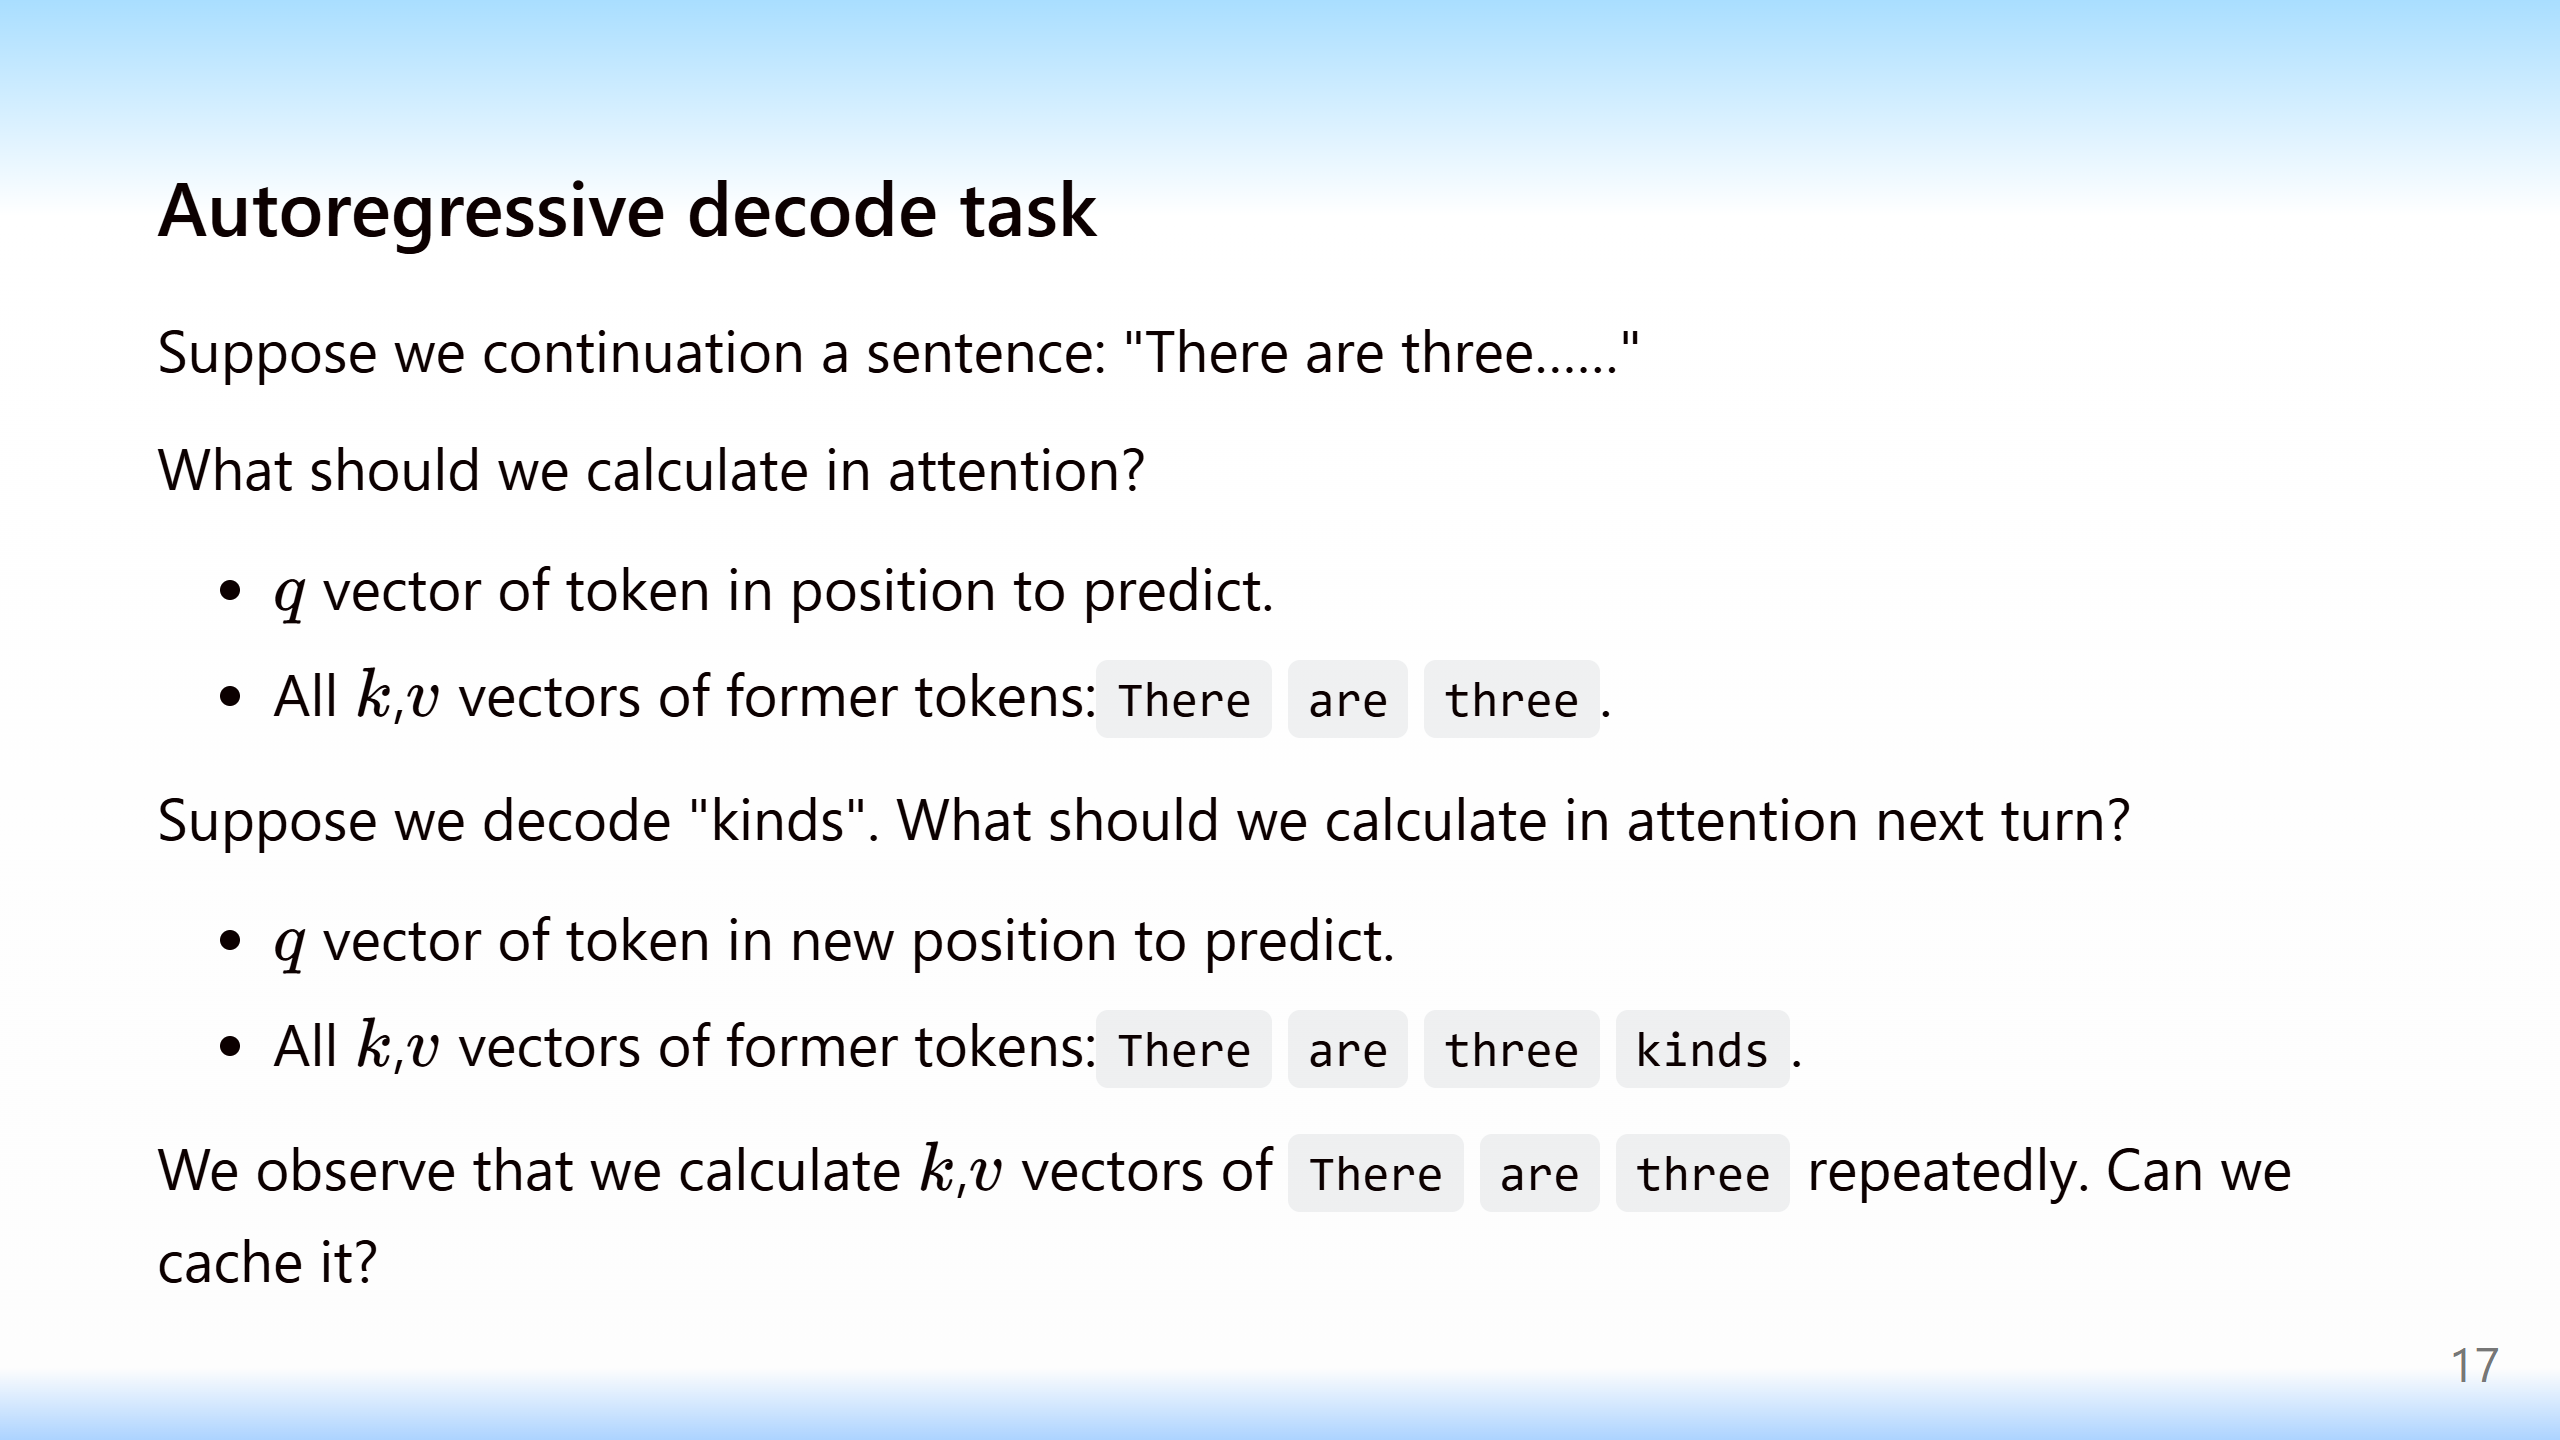 Autoregressive decode task
Suppose we continuation a sentence: "There are three......"
What should we calculate in attention?
• q vector of token in position to predict.
• All k,v vectors of former tokens: There are three .
Suppose we decode "kinds". What should we calculate in attention next turn?
• q vector of token in new position to predict.
• All k,v vectors of former tokens: There are three kinds .
We observe that we calculate k,v vectors of There are three repeatedly. Can we
cache it?
17